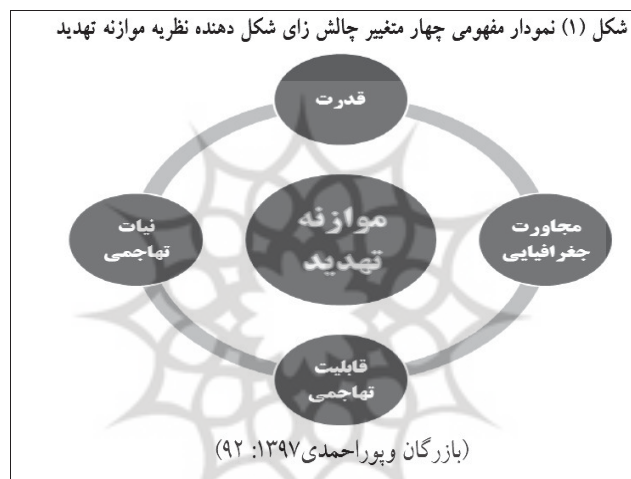 شکل (۱) نمودار مفهومی چهار متغییر چالش زای شکل دهنده نظریه موازنه تهدید
قدرت
مجاورت
جغرافیایی
موازنه
تهدید
نیات
تهاجمی
قابلیت
تهاجمی
(بازرگان وپوراحمدی۱۳۹۷: ۹۲)